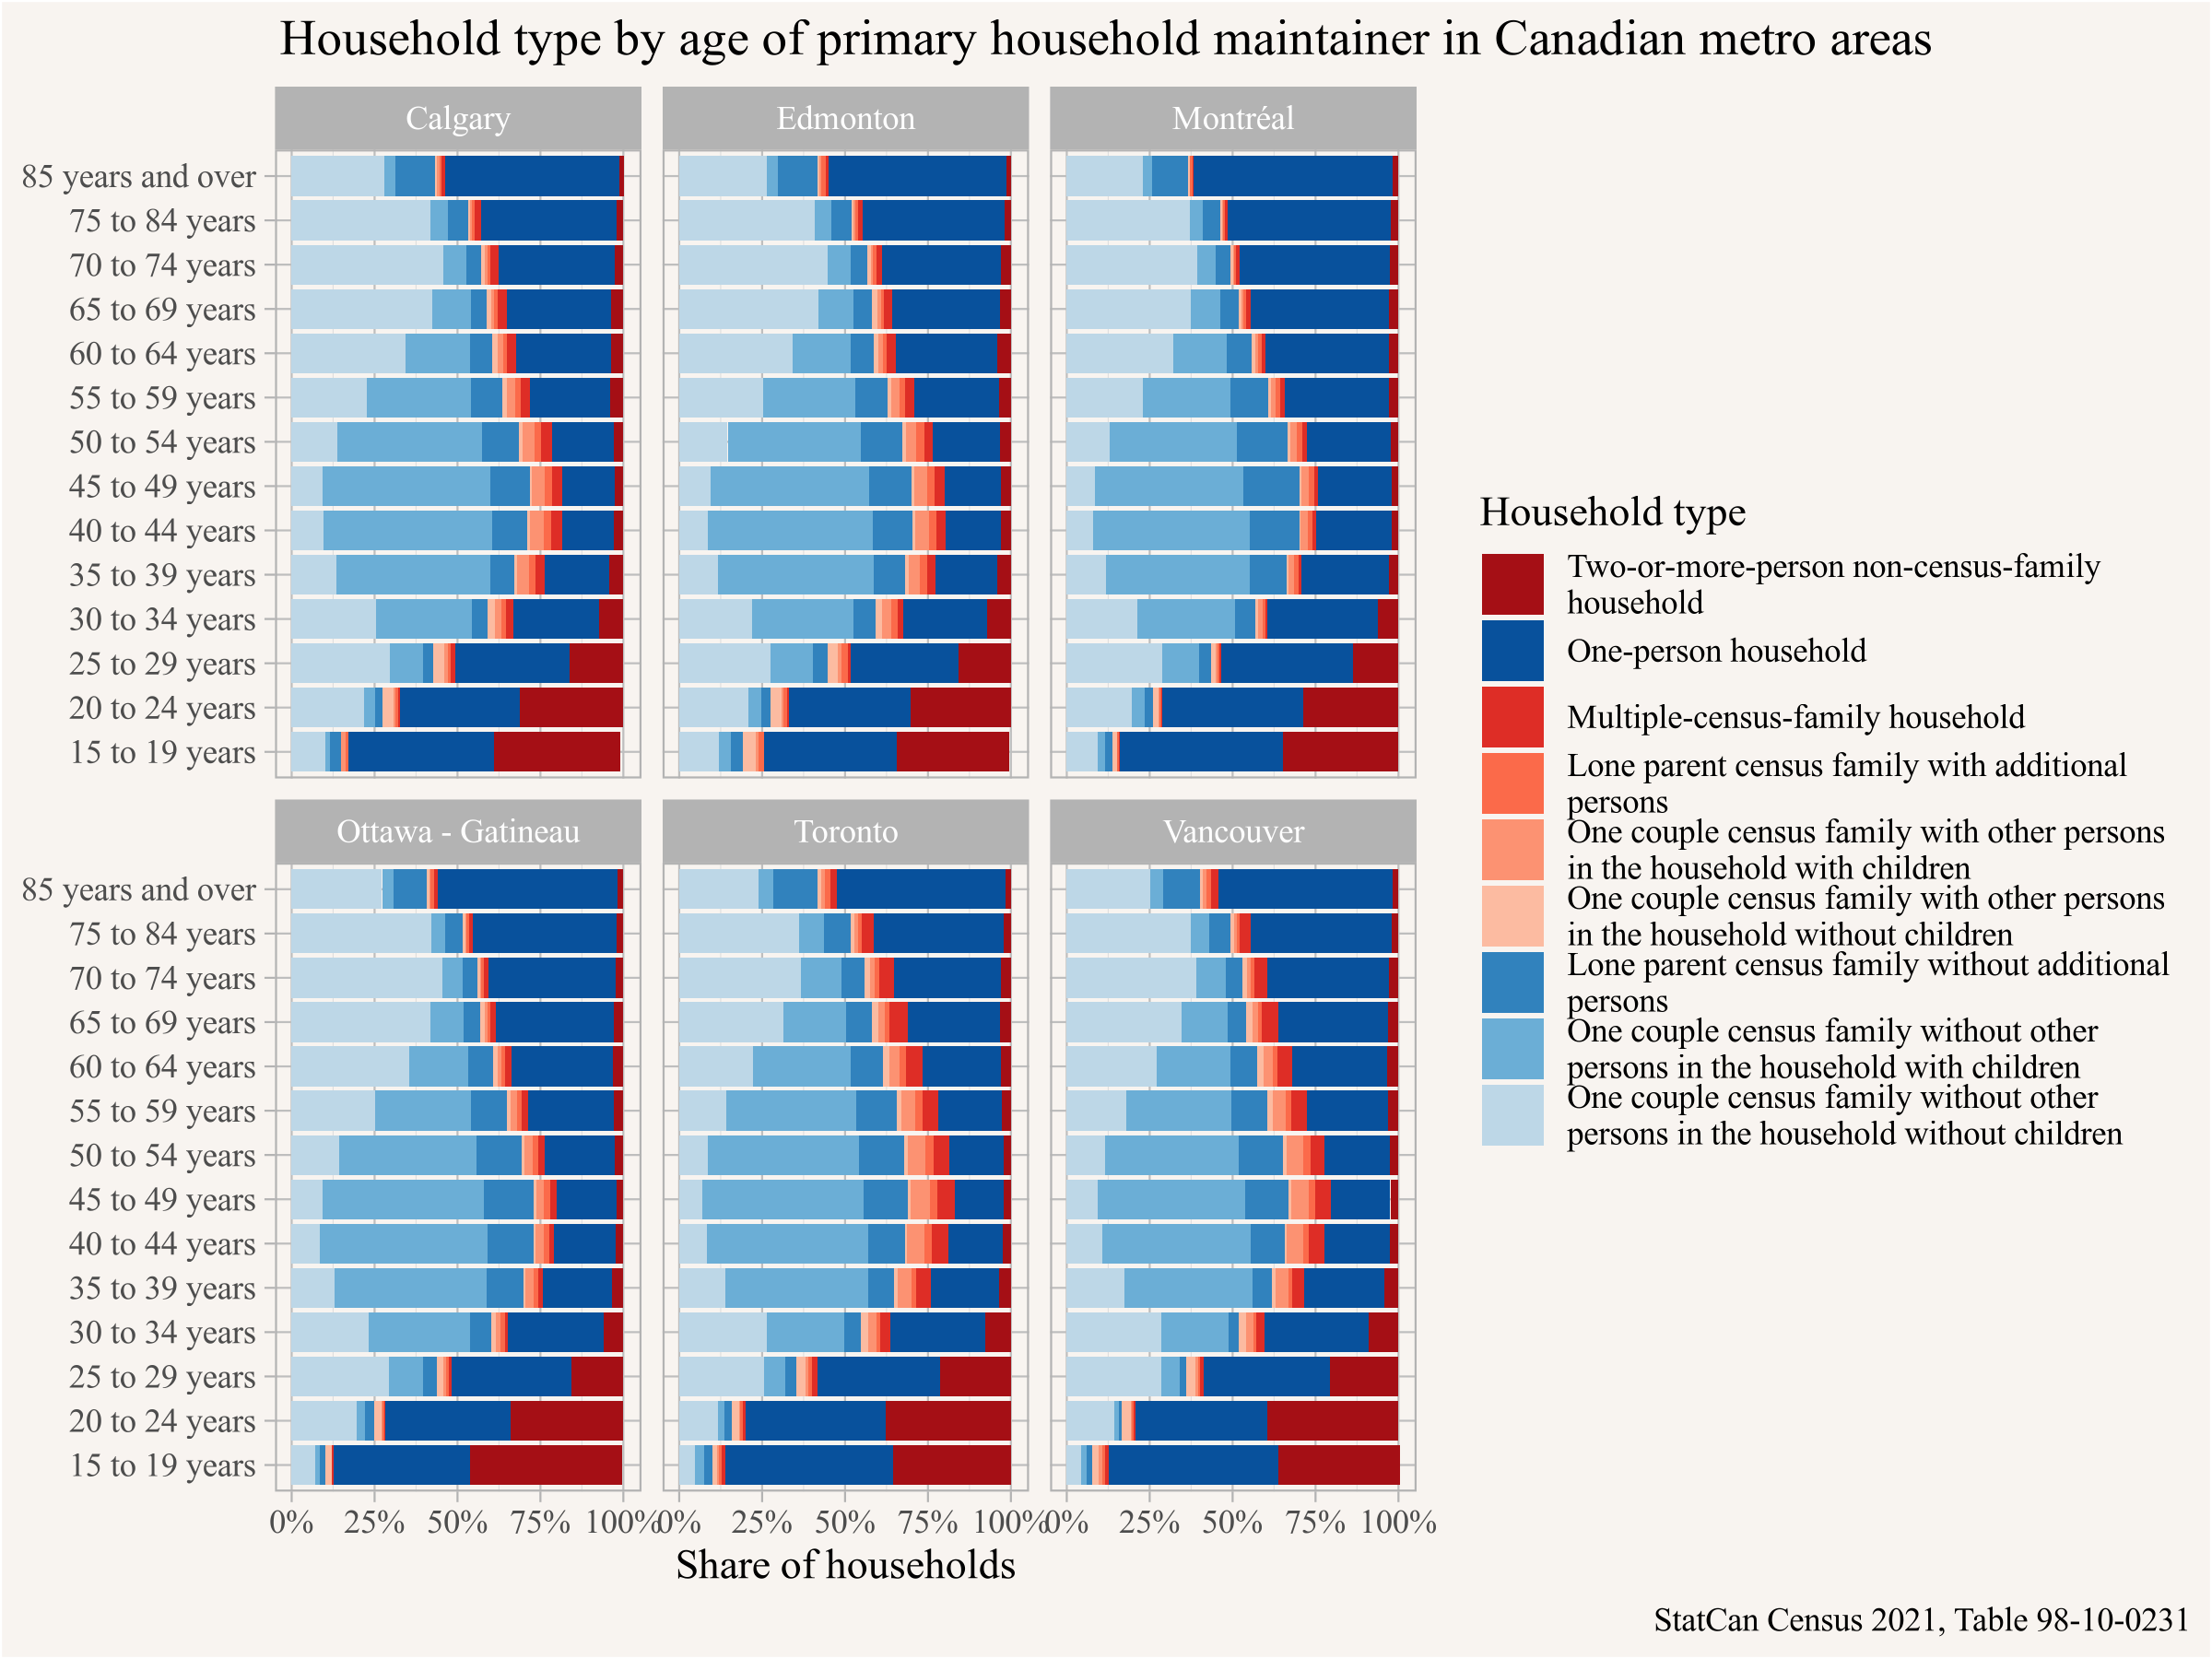 Household type by age of primary household maintainer in Canadian metro areas
Calgary
Edmonton
Montréal
85 years and over
75 to 84 years
70 to 74 years
65 to 69 years
60 to 64 years
55 to 59 years
50 to 54 years
45 to 49 years
40 to 44 years
35 to 39 years
30 to 34 years
25 to 29 years
20 to 24 years
15 to 19 years
Ottawa - Gatineau
Toronto
Vancouver
85 years and over
75 to 84 years
70 to 74 years
65 to 69 years
60 to 64 years
55 to 59 years
50 to 54 years
45 to 49 years
40 to 44 years
35 to 39 years
30 to 34 years
25 to 29 years
20 to 24 years
15 to 19 years
0% 25% 50% 75% 100%
0% 25% 50% 75% 100%
0% 25% 50% 75% 100%
Share of households
Household type
Two-or-more-person non-census-family
household
One-person household
Multiple-census-family household
Lone parent census family with additional
persons
One couple census family with other persons
in the household with children
One couple census family with other persons
in the household without children
Lone parent census family without additional
persons
One couple census family without other
persons in the household with children
One couple census family without other
persons in the household without children
StatCan Census 2021, Table 98-10-0231